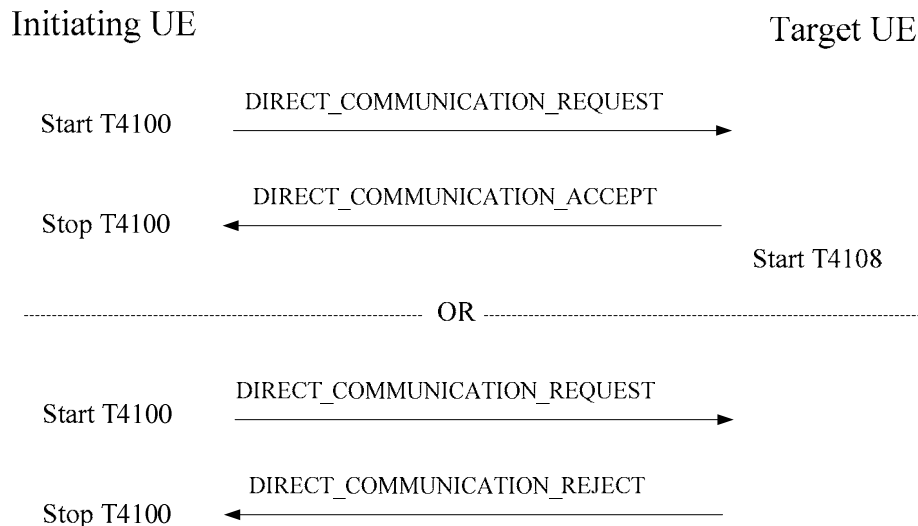 Initiating UE
Target UE
Start T4100
DIRECT_COMMUNICATION_REQUEST
Stop T4100
DIRECT_COMMUNICATION_ACCEPT
Start T4108
OR
Start T4100
DIRECT_COMMUNICATION_REQUEST
Stop T4100
DIRECT_COMMUNICATION_REJECT